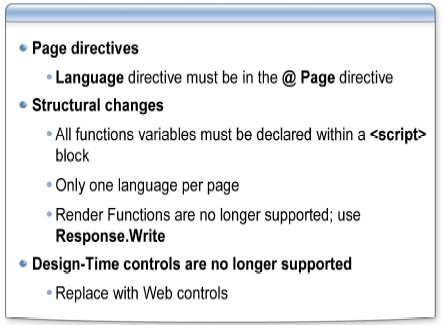 Page directives
Language directive must be in the @ Page directive
Structural changes
All functions variables must be declared within a <script>
block
Only one language per page
Render Functions are no longer supported; use
Response.Write
Design-Time controls are no longer supported
Replace with Web controls